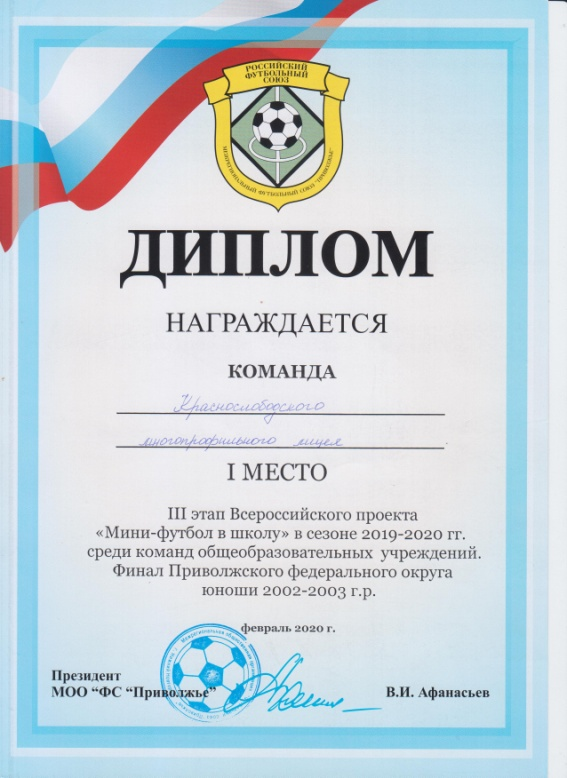 РОССИЙСКИЙ
ФУТБОЛЬНЫЙ
СОЮЗ
МЕЖРЕГИОНАЛЬНЫЙ ФУТБОЛЬНЫЙ СОЮЗ "ПРИВОЛЖЬЕ"
ДИПЛОМ
НАГРАЖДАЕТСЯ
КОМАНДА
Краснослободского
многопрофильного лицея
I МЕСТО
III этап Всероссийского проекта
«Мини-футбол в школу» в сезоне 2019-2020 гг.
среди команд общеобразовательных учреждений.
Финал Приволжского федерального округа
юноши 2002-2003 г.р.
февраль 2020 г.
Президент
МОО “ФС “Приволжье”
В.И. Афанасьев